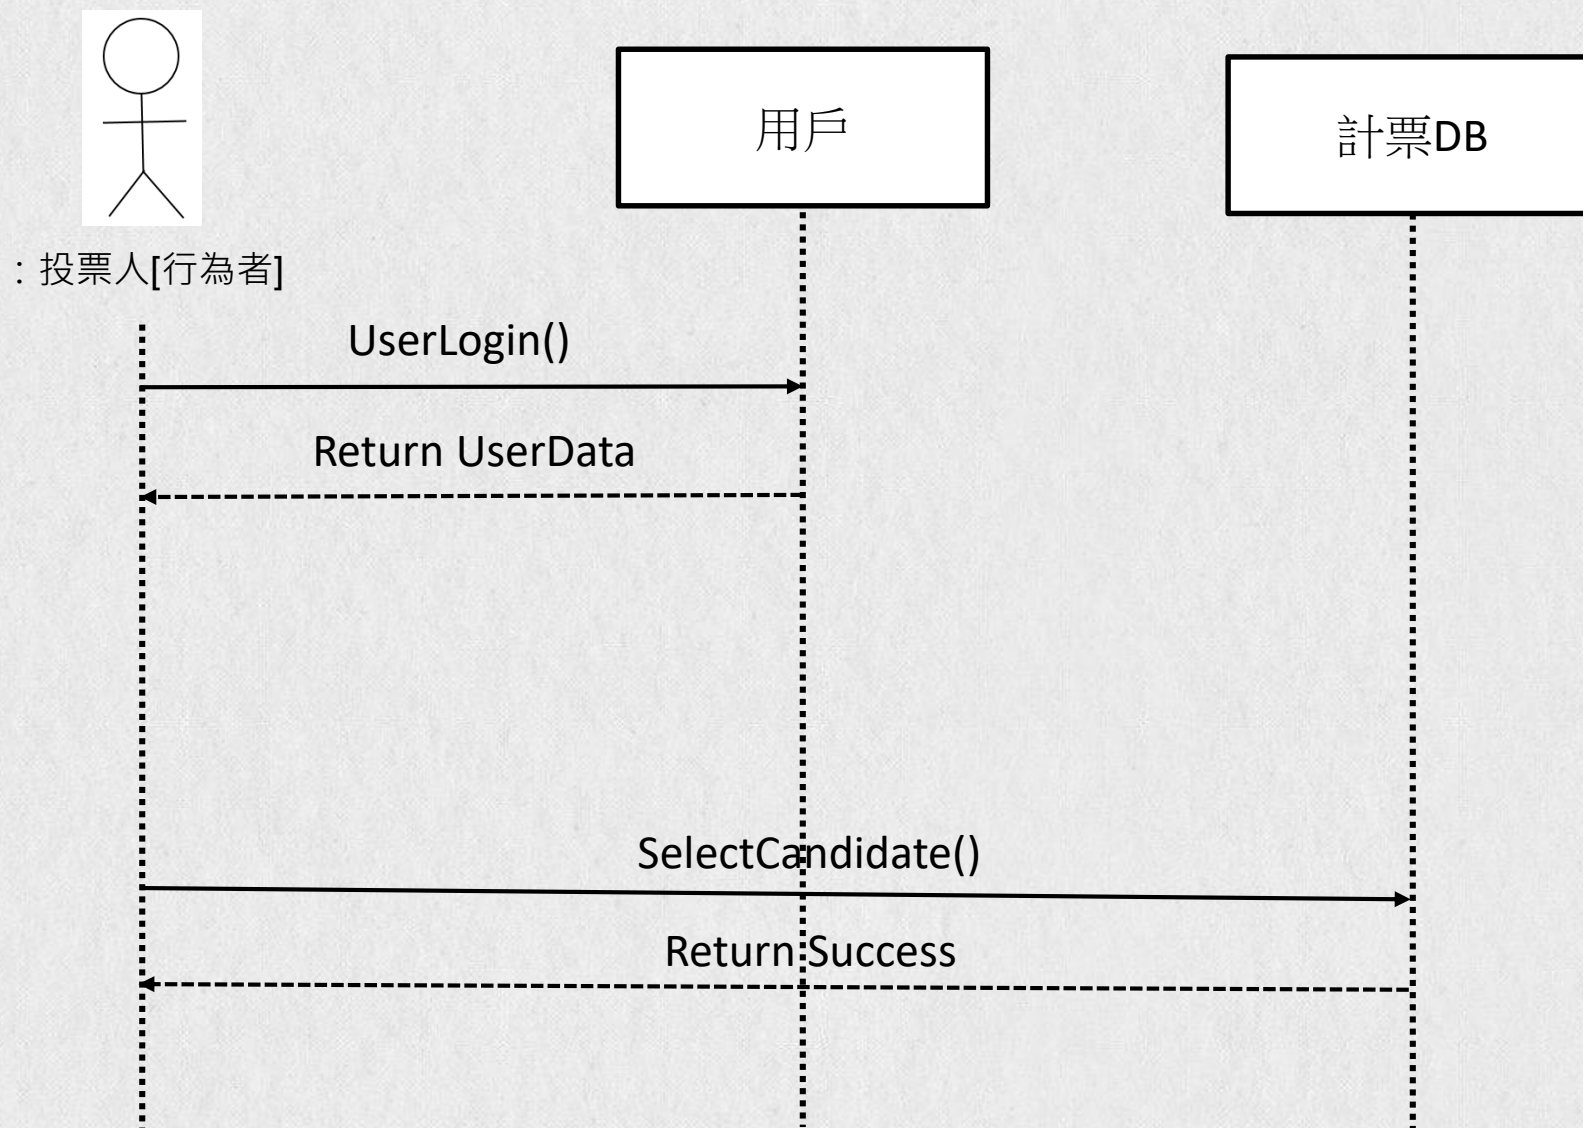 用戶
計票DB
：投票人[行為者]
UserLogin()
Return UserData
SelectCandidate()
Return Success